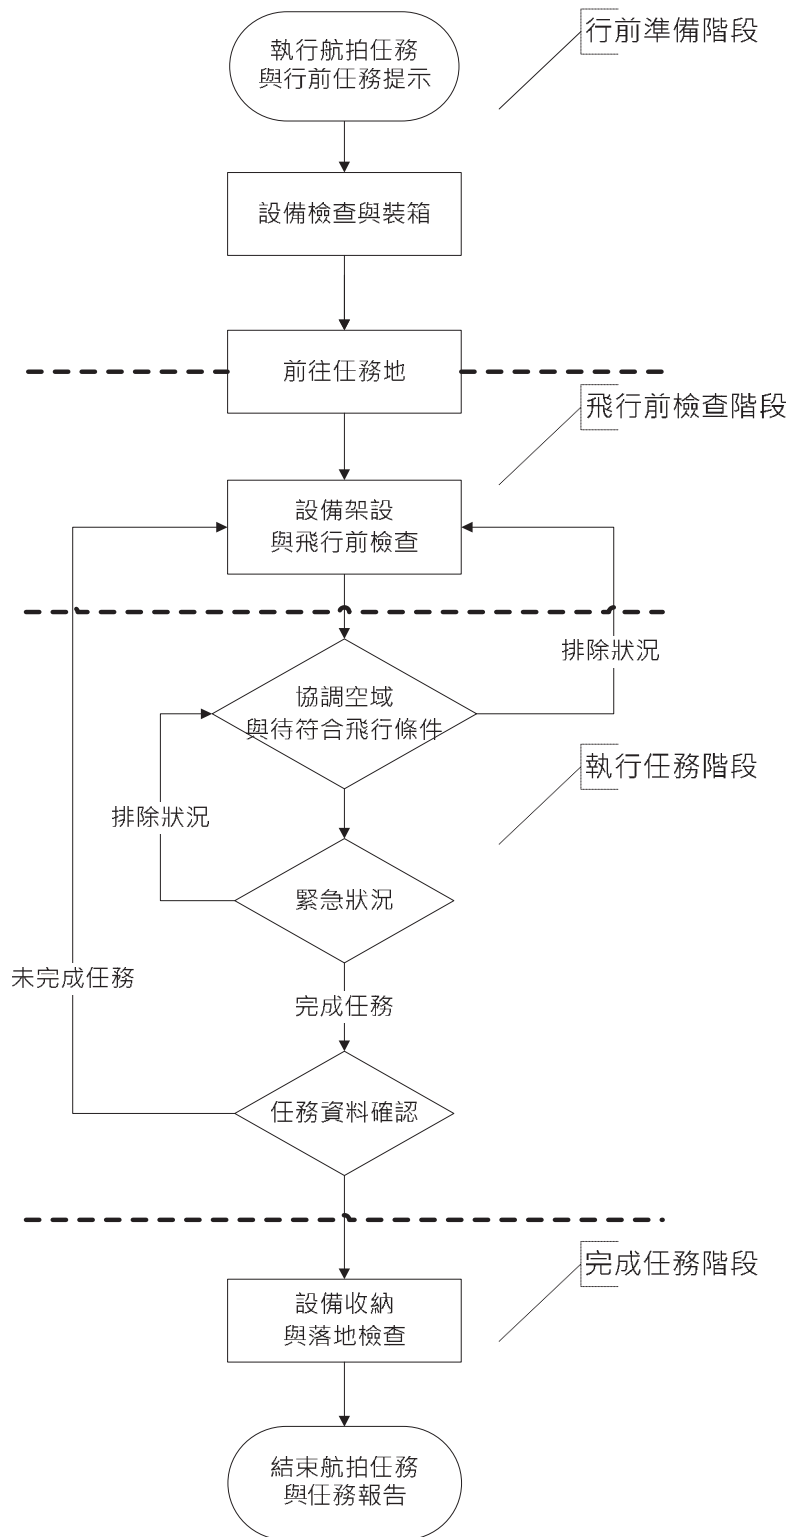 執行航拍任務
與行前任務提示
行前準備階段
設備檢查與裝箱
前往任務地
飛行前檢查階段
設備架設
與飛行前檢查
排除狀況
協調空域
與待符合飛行條件
執行任務階段
排除狀況
緊急狀況
未完成任務
完成任務
任務資料確認
完成任務階段
設備收納
與落地檢查
結束航拍任務
與任務報告